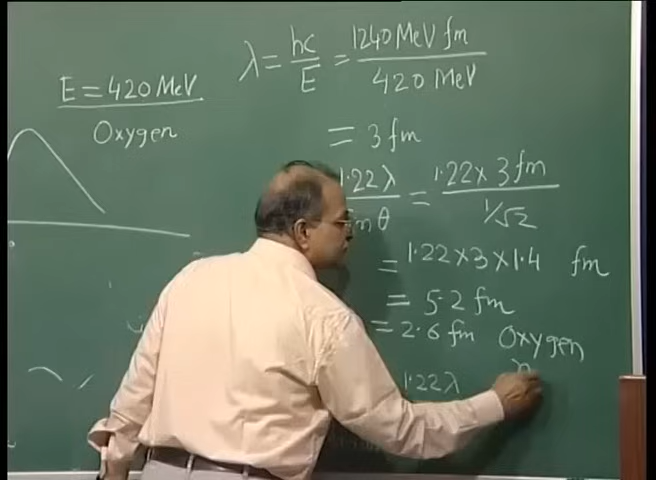 E = 420 MeV
Oxygen
λ = hc/E = 1240 MeV fm / 420 MeV
= 3 fm
1.22λ / θ = 1.22 x 3 fm / 1/√2
= 1.22 x 3 x 1.4 fm
= 5.2 fm
= 2.6 fm Oxygen
1.22λ